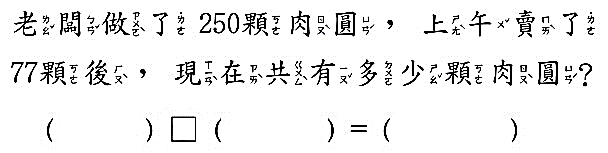 老闆做了 250顆肉圓，上午賣了
77顆後，現在共有多少顆肉圓?
(　　　) □ (　　　) = (　　　)